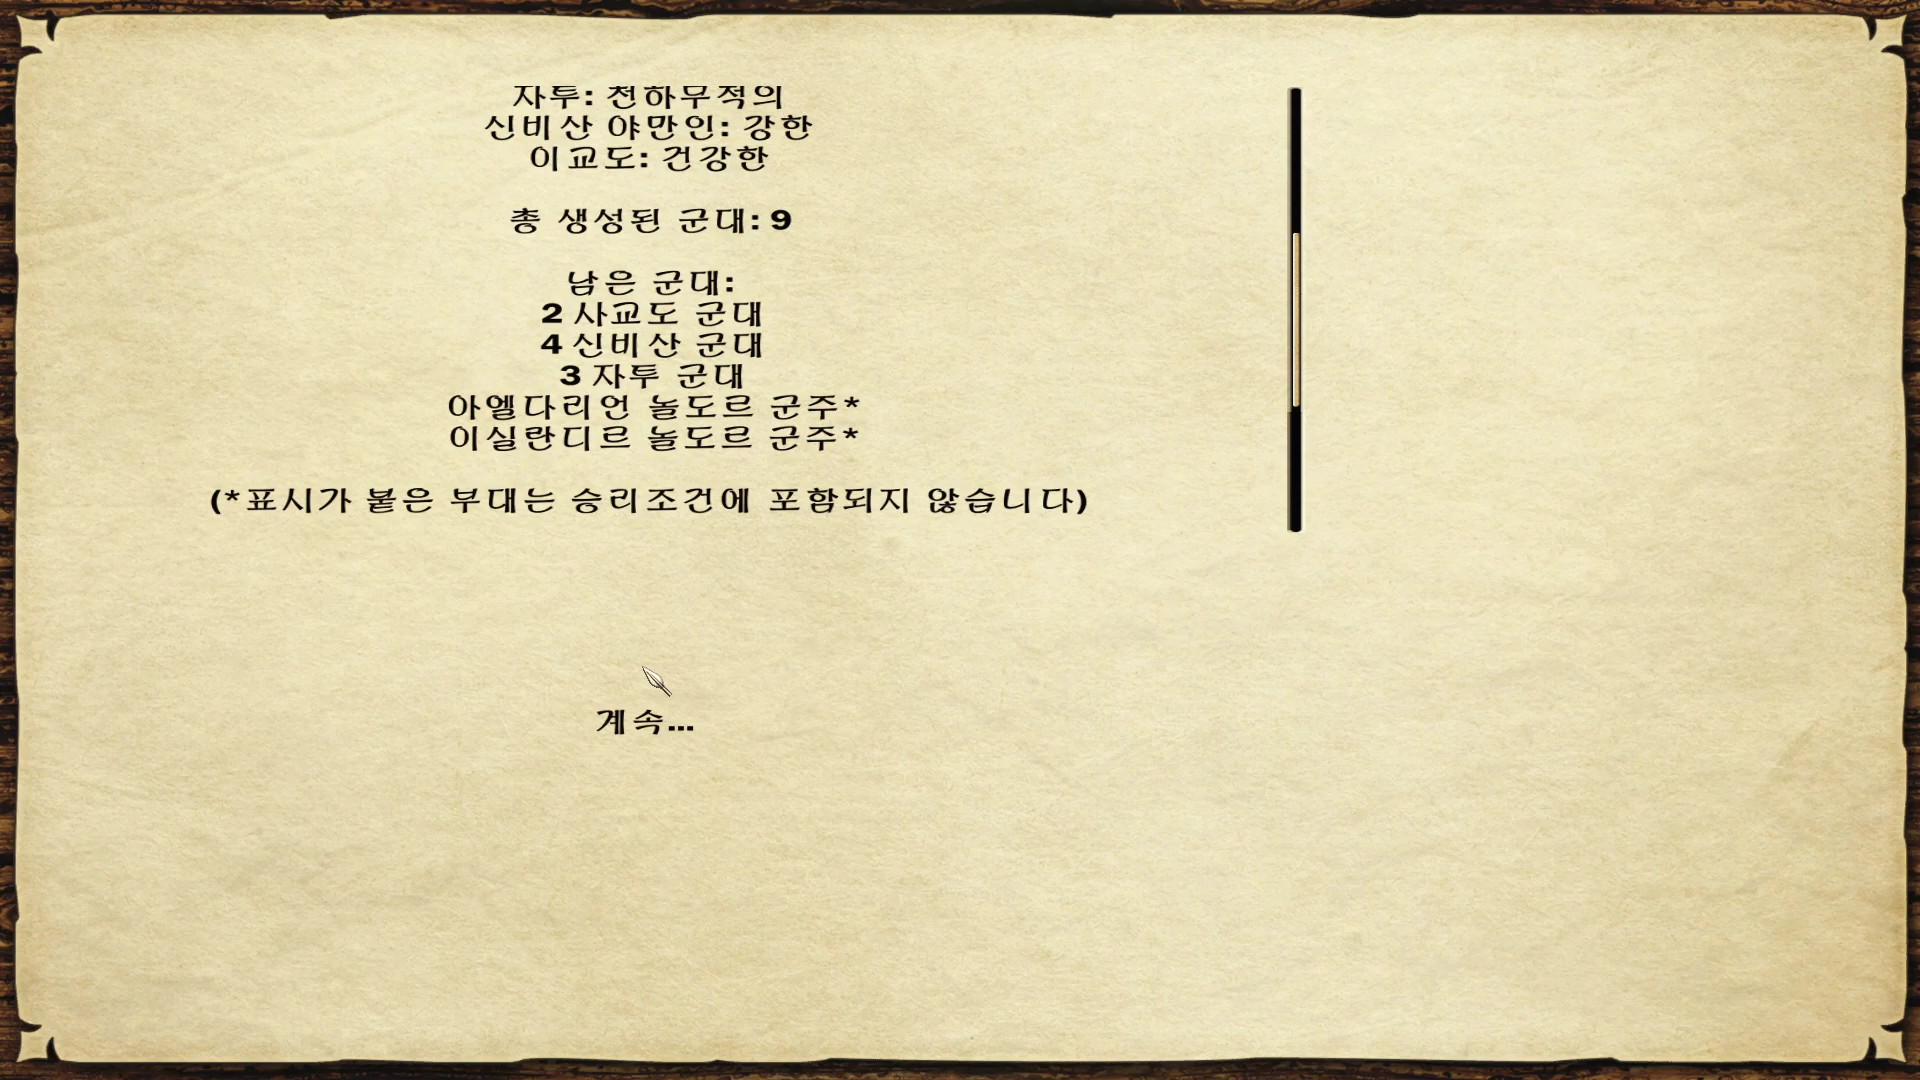 자투: 천하무적의
신비산 야만인: 강한
이교도: 건강한
총 생성된 군대: 9
남은 군대:
2 사교도 군대
4 신비산 군대
3 자투 군대
아엘다리언 놀도르 군주*
이실란디르 놀도르 군주*
(*표시가 붙은 부대는 승리조건에 포함되지 않습니다)
계속...